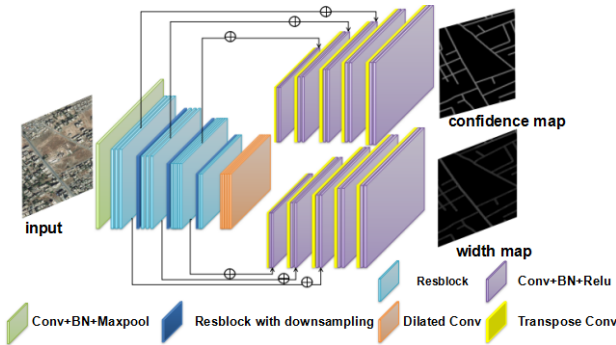 confidence map
input
width map
Resblock
Conv+BN+Relu
Conv+BN+Maxpool
Resblock with downsampling
Dilated Conv
Transpose Conv